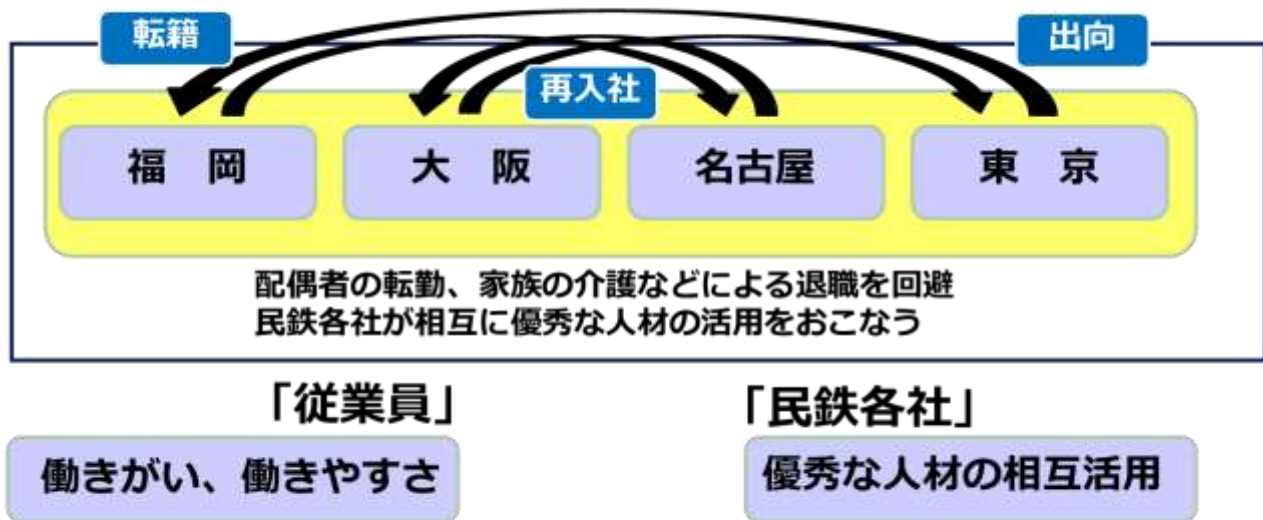 転籍
出向
再入社
福　岡
大　阪
名古屋
東　京
配偶者の転勤、家族の介護などによる退職を回避
民鉄各社が相互に優秀な人材の活用をおこなう
「従業員」
「民鉄各社」
働きがい、働きやすさ
優秀な人材の相互活用